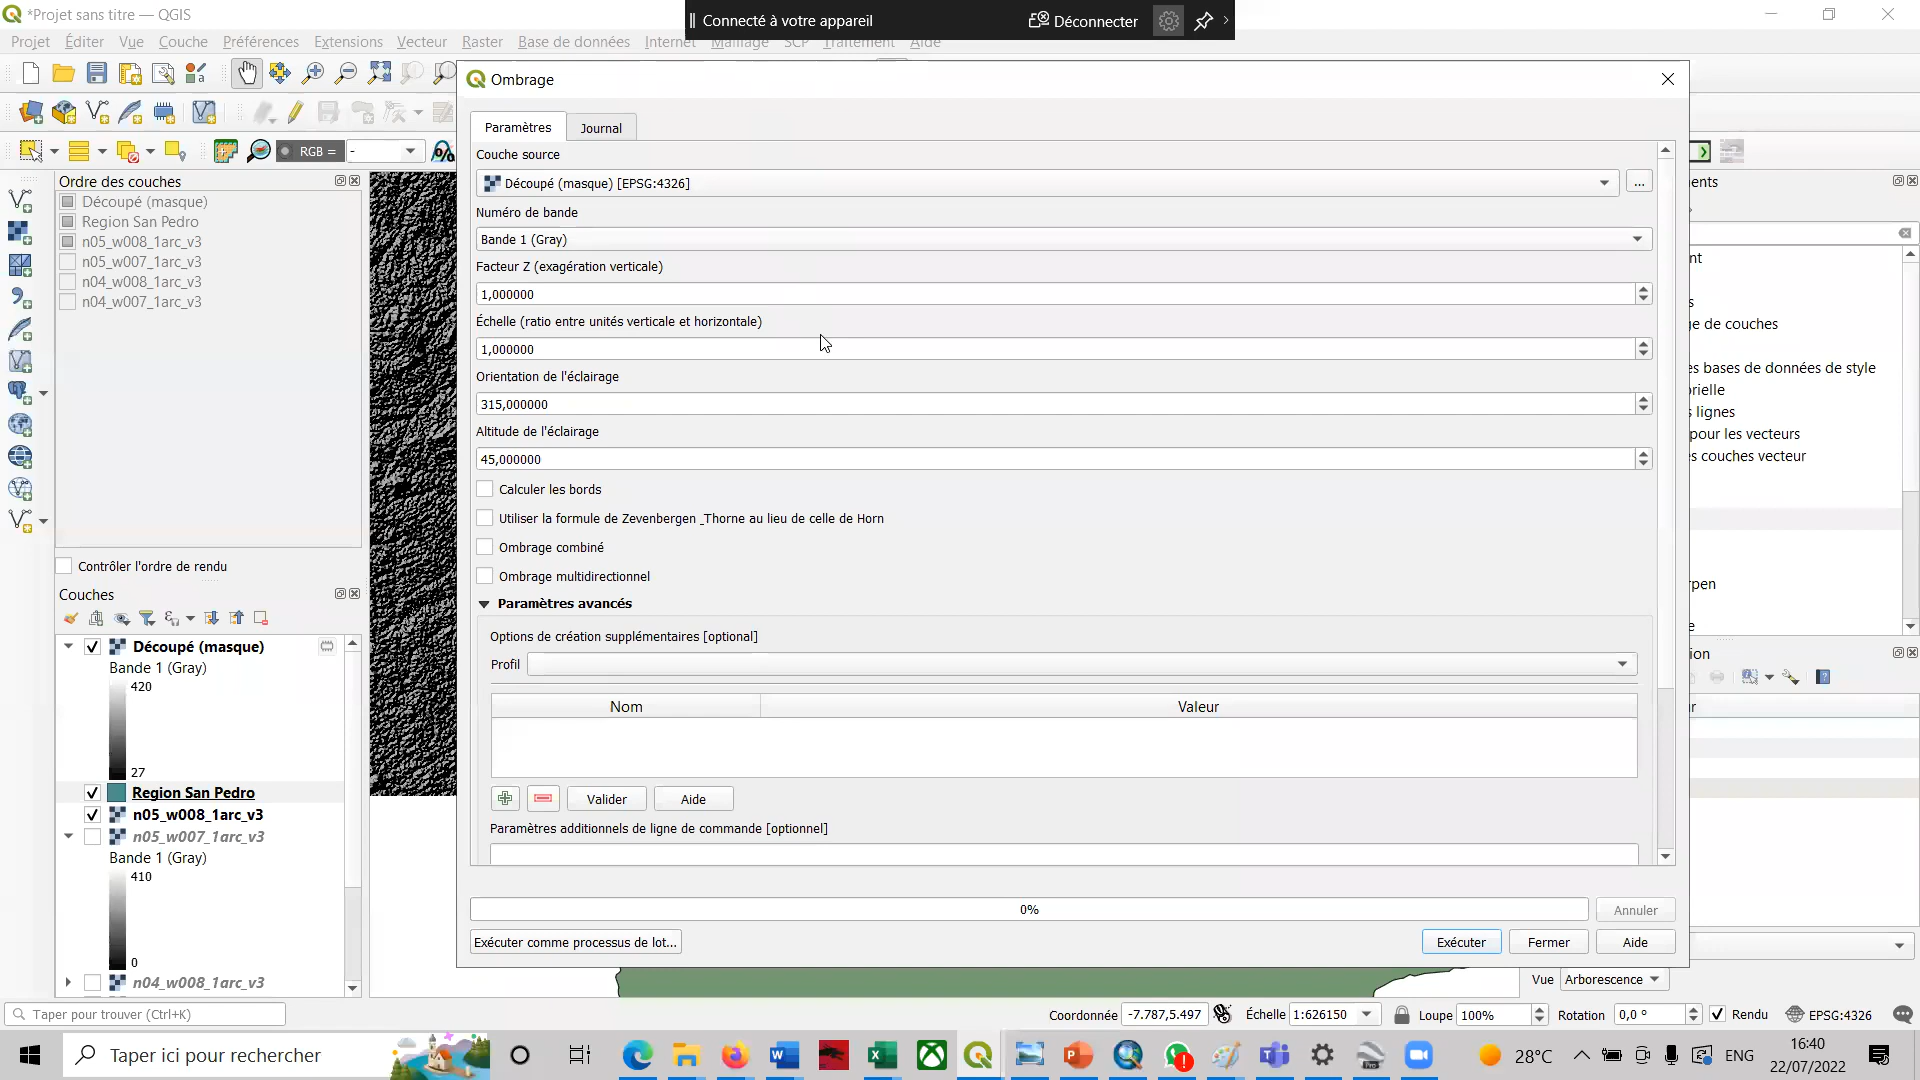 *Projet sans titre — QGIS
Connecté à votre appareil
Déconnecter
Projet Éditer Vue Couche Préférences Extensions Vecteur Raster Base de données Internet Maillage SCP Traitement Aide
Ombrage
Paramètres
Journal
RGB =
-
Ordre des couches
Découpé (masque)
Region San Pedro
n05_w008_1arc_v3
n05_w007_1arc_v3
n04_w008_1arc_v3
n04_w007_1arc_v3
Contrôler l'ordre de rendu
Couches
Découpé (masque)
Bande 1 (Gray)
420
27
Region San Pedro
n05_w008_1arc_v3
n05_w007_1arc_v3
Bande 1 (Gray)
410
0
n04_w008_1arc_v3
Couche source
Découpé (masque) [EPSG:4326]
...
Numéro de bande
Bande 1 (Gray)
Facteur Z (exagération verticale)
1,000000
Échelle (ratio entre unités verticale et horizontale)
1,000000
Orientation de l'éclairage
315,000000
Altitude de l'éclairage
45,000000
Calculer les bords
Utiliser la formule de Zevenbergen _Thorne au lieu de celle de Horn
Ombrage combiné
Ombrage multidirectionnel
Paramètres avancés
Options de création supplémentaires [optional]
Profil
Nom
Valeur
Valider
Aide
Paramètres additionnels de ligne de commande [optionnel]
0%
Annuler
Exécuter comme processus de lot...
Exécuter
Fermer
Aide
ents
nt
s
ge de couches
es bases de données de style
orielle
s lignes
pour les vecteurs
s couches vecteur
rpen
e
ion
r
Vue Arborescence
Taper pour trouver (Ctrl+K)
Coordonnée -7.787,5.497
Échelle 1:626150
Loupe 100%
Rotation 0,0 °
Rendu
EPSG:4326
Taper ici pour rechercher
28°C
ENG
16:40
22/07/2022